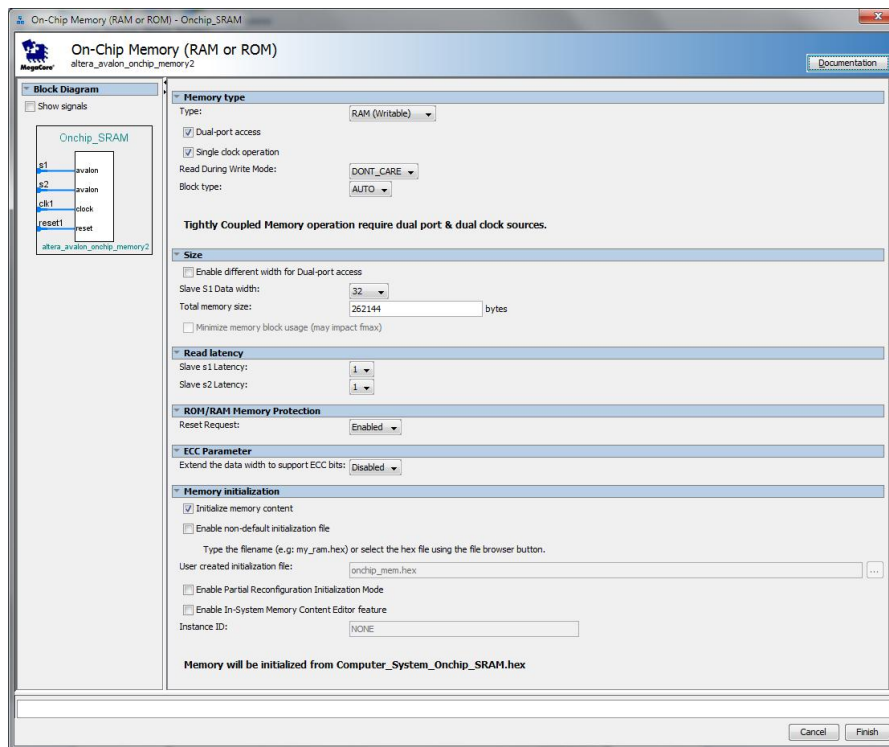 On-Chip Memory (RAM or ROM) - Onchip_SRAM
MegaCore'
On-Chip Memory (RAM or ROM)
altera_avalon_onchip_memory2
Documentation
Block Diagram
Show signals
Onchip_SRAM
s1
avalon
s2
avalon
clk1
clock
reset1
reset
altera_avalon_onchip_memory2
Memory type
Type: RAM (Writable)
Dual-port access
Single clock operation
Read During Write Mode: DONT_CARE
Block type: AUTO
Tightly Coupled Memory operation require dual port & dual clock sources.
Size
Enable different width for Dual-port access
Slave S1 Data width: 32
Total memory size: 262144 bytes
Minimize memory block usage (may impact fmax)
Read latency
Slave s1 Latency: 1
Slave s2 Latency: 1
ROM/RAM Memory Protection
Reset Request: Enabled
ECC Parameter
Extend the data width to support ECC bits: Disabled
Memory initialization
Initialize memory content
Enable non-default initialization file
Type the filename (e.g: my_ram.hex) or select the hex file using the file browser button.
User created initialization file: onchip_mem.hex ...
Enable Partial Reconfiguration Initialization Mode
Enable In-System Memory Content Editor feature
Instance ID: NONE
Memory will be initialized from Computer_System_Onchip_SRAM.hex
Cancel Finish